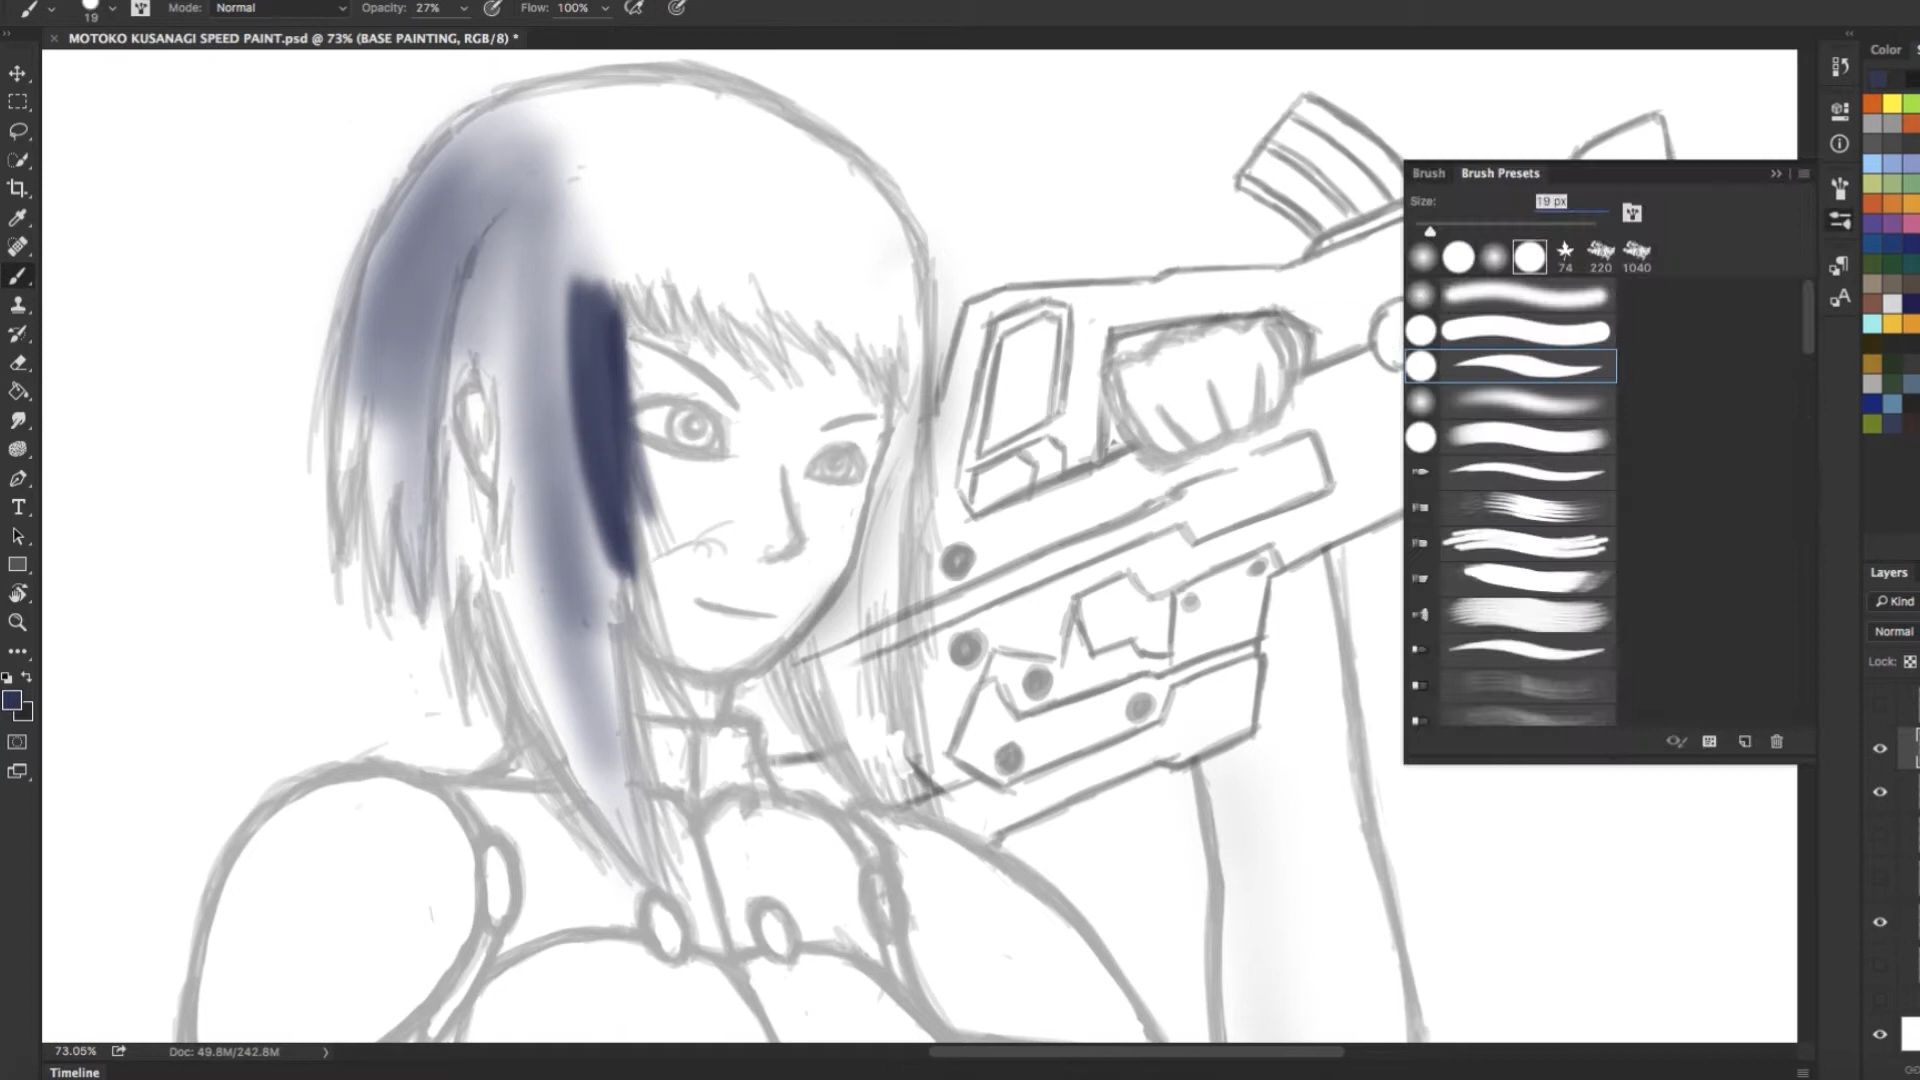 19
Mode: Normal Opacity: 27% Flow: 100%
MOTOKO KUSANAGI SPEED PAINT.psd @ 73% (BASE PAINTING, RGB/8) *
Color
Brush Brush Presets
Size: 19 px
74 220 1040
Layers
Kind
Normal
Lock:
73.05% Doc: 49.8M/242.8M
Timeline